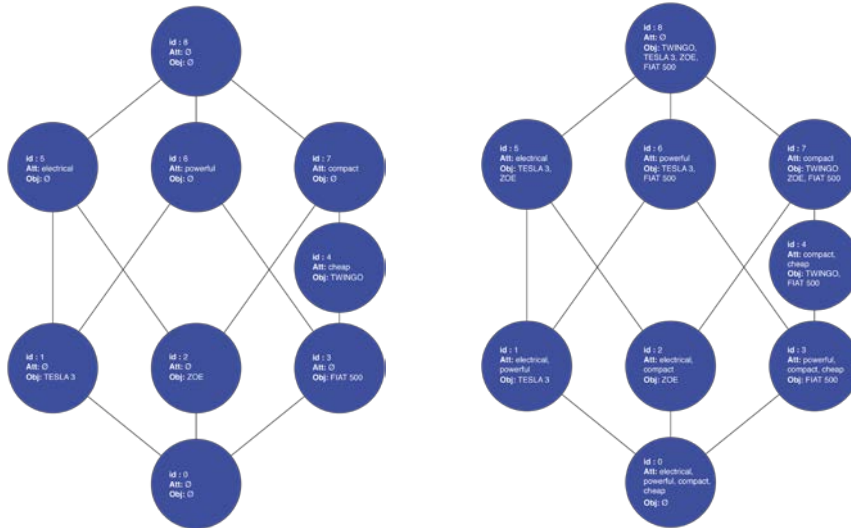 id : 8
Att: Ø
Obj: Ø
id : 5
Att: electrical
Obj: Ø
id : 6
Att: powerful
Obj: Ø
id : 7
Att: compact
Obj: Ø
id : 4
Att: cheap
Obj: TWINGO
id : 1
Att: Ø
Obj: TESLA 3
id : 2
Att: Ø
Obj: ZOE
id : 3
Att: Ø
Obj: FIAT 500
id : 0
Att: Ø
Obj: Ø
id : 8
Att: Ø
Obj: TWINGO,
TESLA 3, ZOE,
FIAT 500
id : 5
Att: electrical
Obj: TESLA 3,
ZOE
id : 6
Att: powerful
Obj: TESLA 3,
FIAT 500
id : 7
Att: compact
Obj: TWINGO
ZOE, FIAT 500
id : 4
Att: compact,
cheap
Obj: TWINGO,
FIAT 500
id : 1
Att: electrical,
powerful
Obj: TESLA 3
id : 2
Att: electrical,
compact
Obj: ZOE
id : 3
Att: powerful,
compact, cheap
Obj: FIAT 500
id : 0
Att: electrical,
powerful, compact,
cheap
Obj: Ø